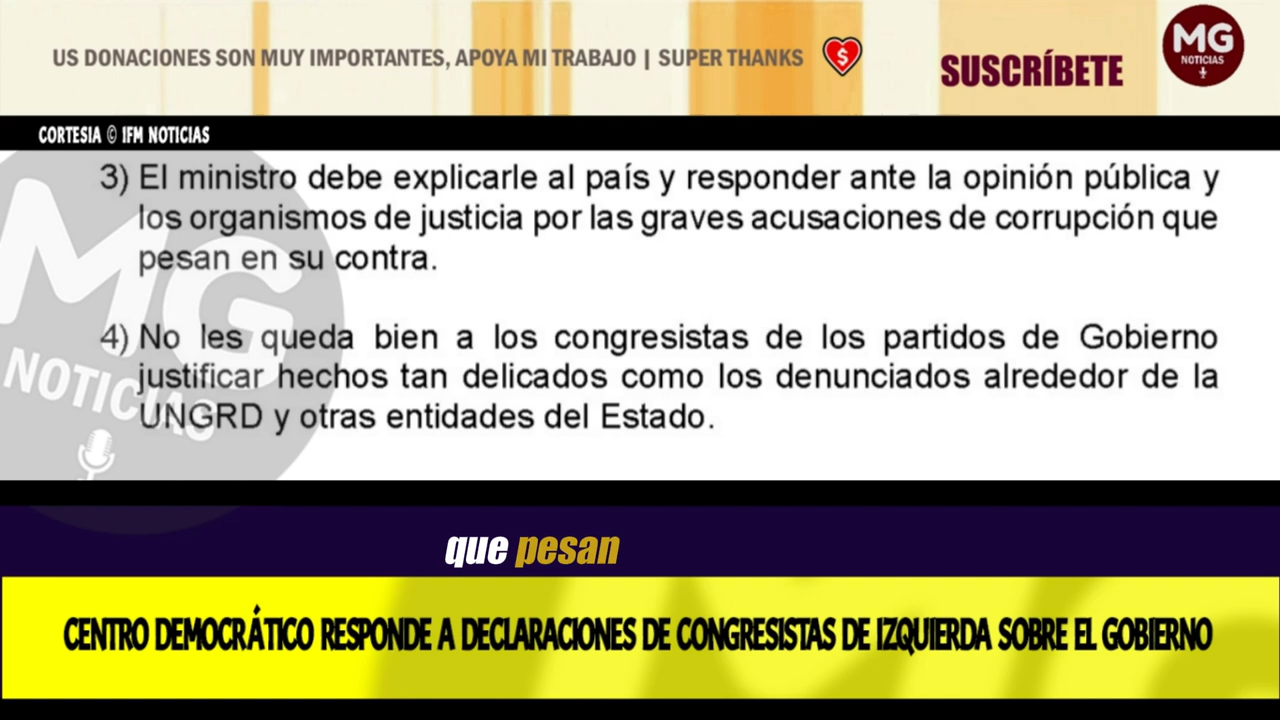 US DONACIONES SON MUY IMPORTANTES, APOYA MI TRABAJO | SUPER THANKS
$
SUSCRÍBETE
MG
NOTICIAS
CORTESIA © IFM NOTICIAS
3) El ministro debe explicarle al país y responder ante la opinión pública y
los organismos de justicia por las graves acusaciones de corrupción que
pesan en su contra.
4) No les queda bien a los congresistas de los partidos de Gobierno
justificar hechos tan delicados como los denunciados alrededor de la
UNGRD y otras entidades del Estado.
MG
NOTICIAS
que pesan
CENTRO DEMOCRÁTICO RESPONDE A DECLARACIONES DE CONGRESISTAS DE IZQUIERDA SOBRE EL GOBIERNO